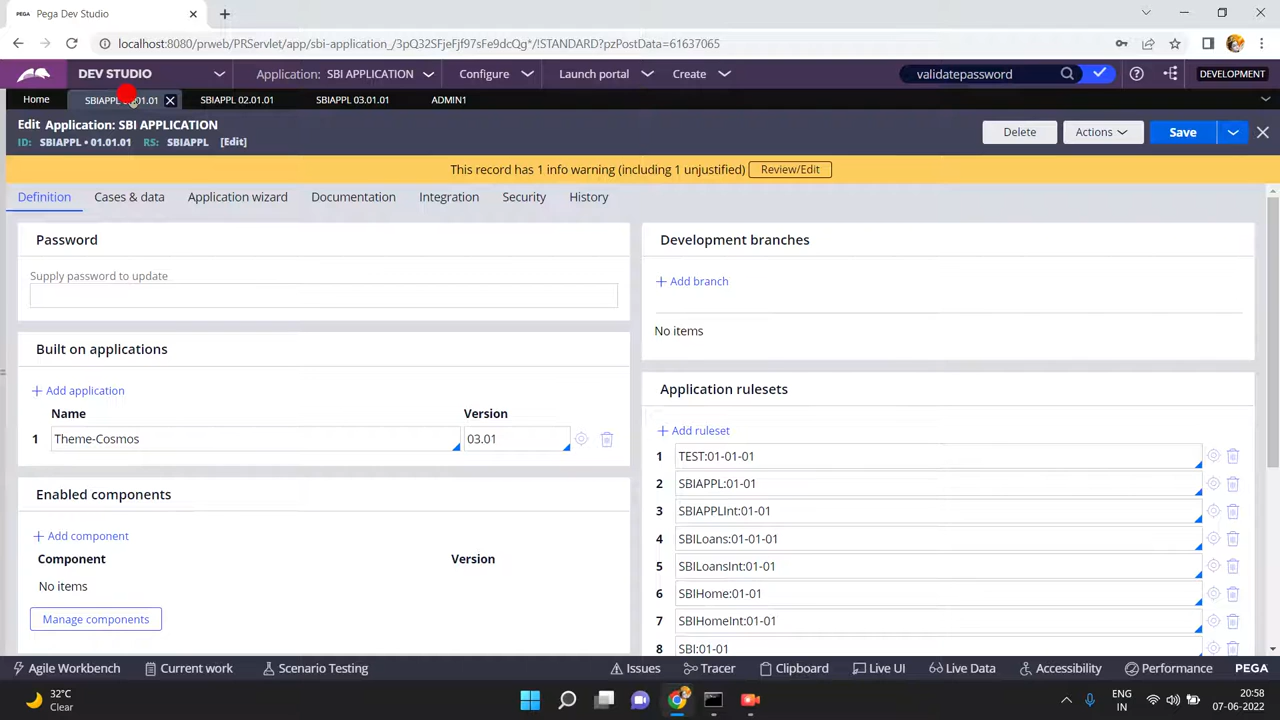 PEGA Pega Dev Studio
localhost:8080/prweb/PRServlet/app/sbi-application_/3pQ32SFjeFjf97sFe9dcQg*/!STANDARD?pzPostData=61637065
DEV STUDIO Application: SBI APPLICATION Configure Launch portal Create validatepassword DEVELOPMENT
Home SBIAPPL 01.01.01 SBIAPPL 02.01.01 SBIAPPL 03.01.01 ADMIN1
Edit Application: SBI APPLICATION
ID: SBIAPPL • 01.01.01 RS: SBIAPPL [Edit]
Delete Actions Save
This record has 1 info warning (including 1 unjustified) Review/Edit
Definition Cases & data Application wizard Documentation Integration Security History
Password
Supply password to update
Built on applications
Add application
Name Version
1 Theme-Cosmos 03.01
Enabled components
Add component
Component Version
No items
Manage components
Development branches
Add branch
No items
Application rulesets
Add ruleset
1 TEST:01-01-01
2 SBIAPPL:01-01
3 SBIAPPLInt:01-01
4 SBILoans:01-01-01
5 SBILoansInt:01-01
6 SBIHome:01-01
7 SBIHomeInt:01-01
8 SBI:01-01
Agile Workbench Current work Scenario Testing Issues Tracer Clipboard Live UI Live Data Accessibility Performance PEGA
32°C
Clear
ENG
IN
20:58
07-06-2022